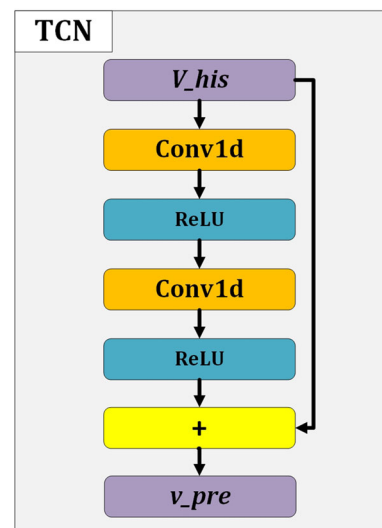 TCN
V_his
Conv1d
ReLU
Conv1d
ReLU
+
v_pre